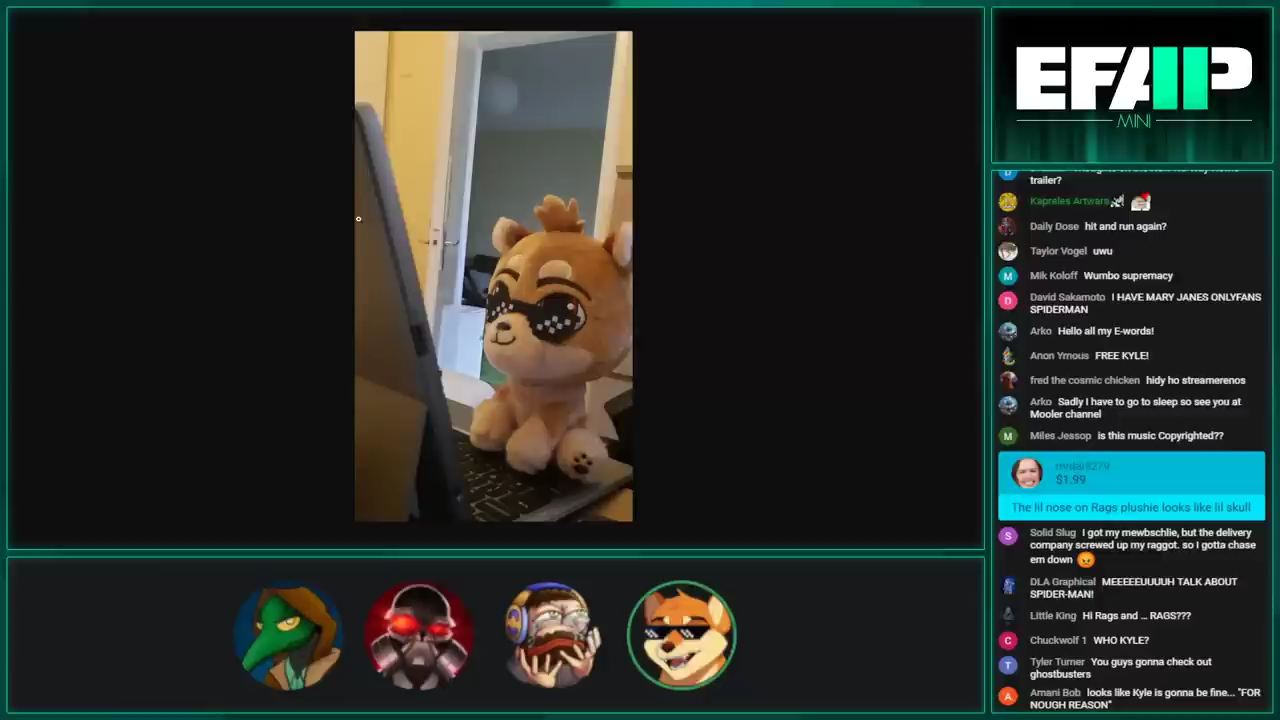 EFAP
MINI
trailer?
Kapreles Artwars
Daily Dose hit and run again?
Taylor Vogel uwu
M Mik Koloff Wumbo supremacy
D David Sakamoto I HAVE MARY JANES ONLYFANS
SPIDERMAN
Arko Hello all my E-words!
Anon Ymous FREE KYLE!
fred the cosmic chicken hidy ho streamerenos
Arko Sadly I have to go to sleep so see you at
Mooler channel
M Miles Jessop is this music Copyrighted??
$1.99
The lil nose on Rags plushie looks like lil skull
S Solid Slug I got my mewbschlie, but the delivery
company screwed up my raggot. so I gotta chase
em down
DLA Graphical MEEEEEUUUUH TALK ABOUT
SPIDER-MAN!
Little King Hi Rags and ... RAGS???
C Chuckwolf 1 WHO KYLE?
T Tyler Turner You guys gonna check out
ghostbusters
A Amani Bob looks like Kyle is gonna be fine... "FOR
NOUGH REASON"